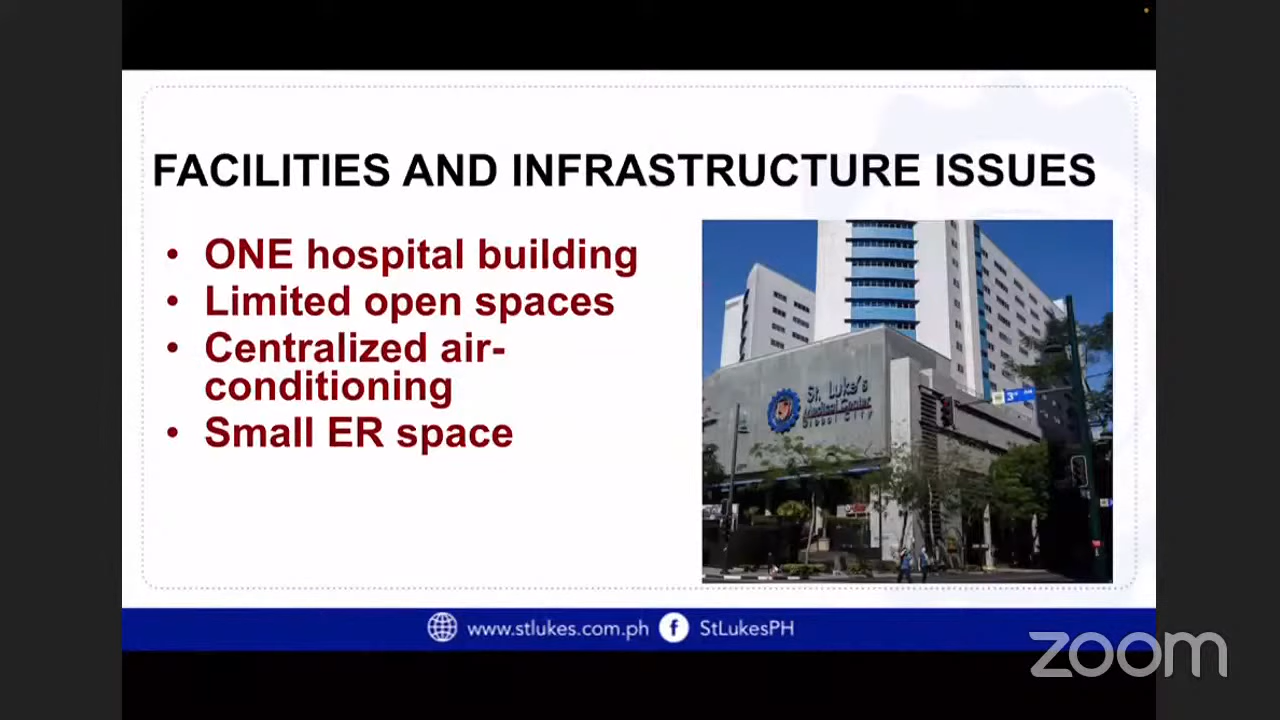 FACILITIES AND INFRASTRUCTURE ISSUES
• ONE hospital building
• Limited open spaces
• Centralized air-
conditioning
• Small ER space
St. Luke's
Medical Center
Global City
3rd
www.stlukes.com.ph
StLukesPH
zoom